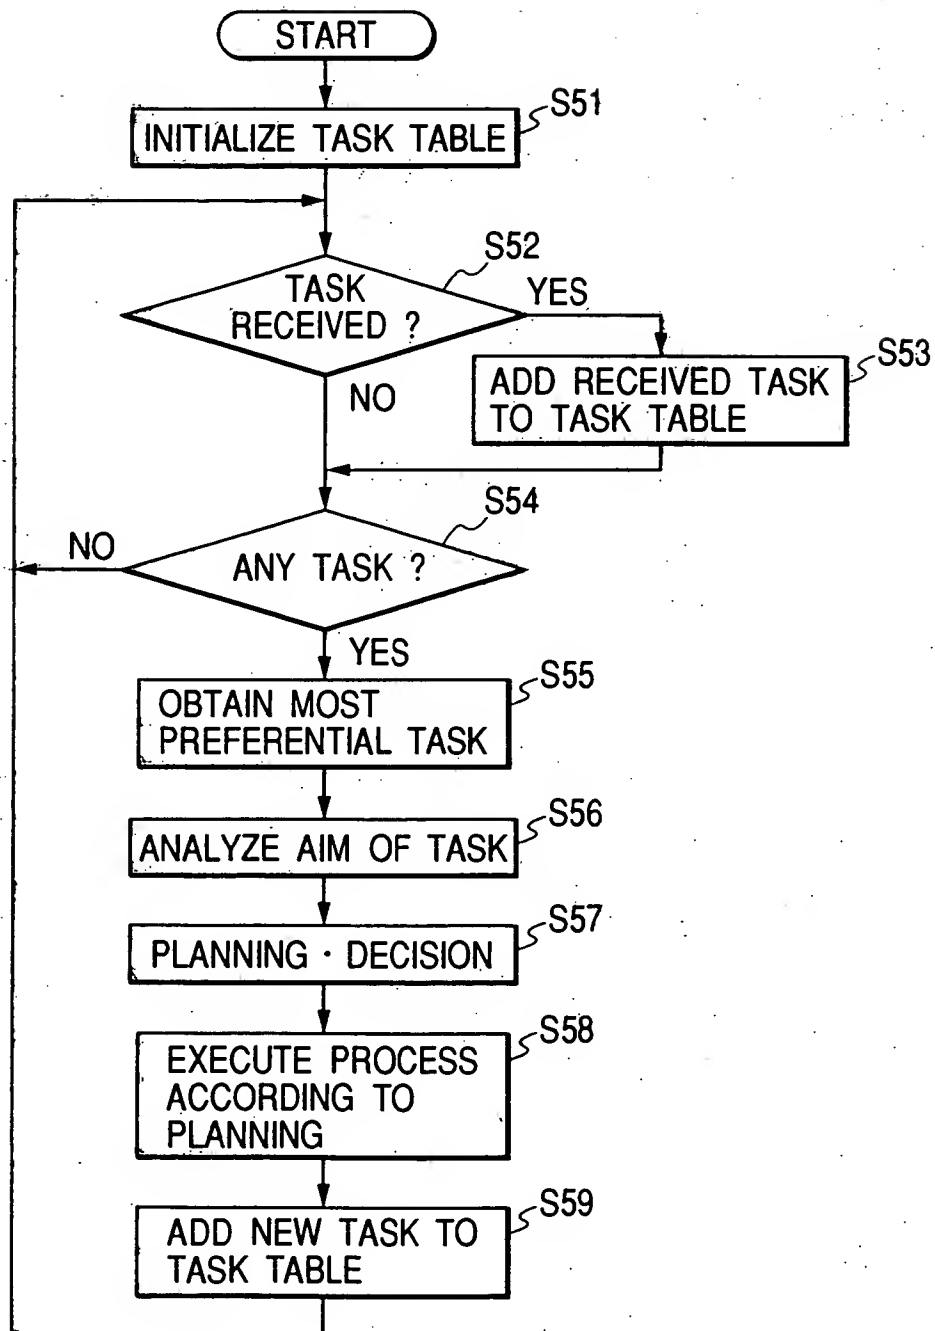 START
S51
INITIALIZE TASK TABLE
S52
TASK
RECEIVED ?
YES
S53
ADD RECEIVED TASK
TO TASK TABLE
NO
S54
NO
ANY TASK ?
YES
S55
OBTAIN MOST
PREFERENTIAL TASK
S56
ANALYZE AIM OF TASK
S57
PLANNING · DECISION
S58
EXECUTE PROCESS
ACCORDING TO
PLANNING
S59
ADD NEW TASK TO
TASK TABLE